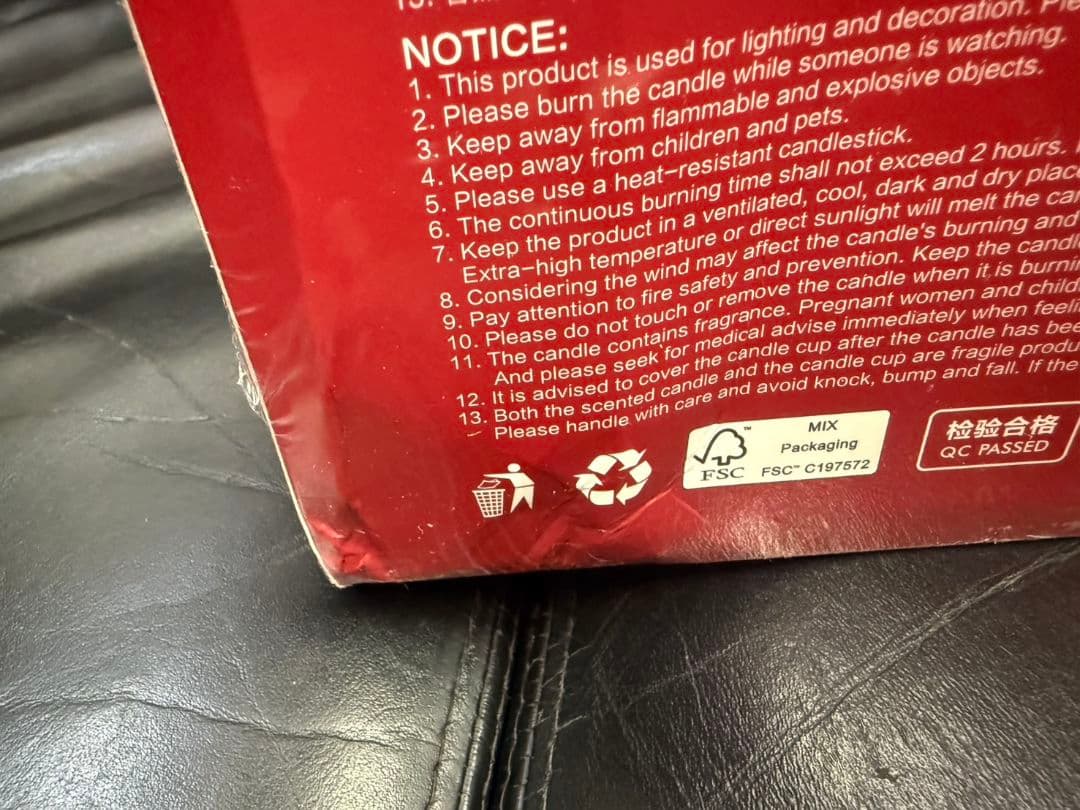 NOTICE:
1. This product is used for lighting and decoration.
2. Please burn the candle while someone is watching.
3. Keep away from flammable and explosive objects.
4. Keep away from children and pets.
5. Please use a heat-resistant candlestick.
6. The continuous burning time shall not exceed 2 hours.
7. Keep the product in a ventilated, cool, dark and dry
Extra-high temperature or direct sunlight will melt the
8. Considering the wind may affect the candle's burning and
9. Pay attention to fire safety and prevention. Keep the
10. Please do not touch or remove the candle when it is
11. The candle contains fragrance. Pregnant women and
And please seek for medical advise immediately when
12. It is advised to cover the candle cup after the candle has
13. Both the scented candle and the candle cup are fragile
Please handle with care and avoid knock, bump and fall. If the
FSC™
MIX
Packaging
FSC™ C197572
检验合格
QC PASSED